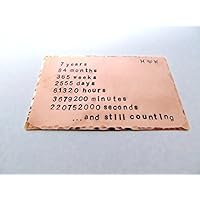 7 years H ♥ K
84 months
365 weeks
2555 days
61320 hours
3679200 minutes
220752000 seconds
...and still counting